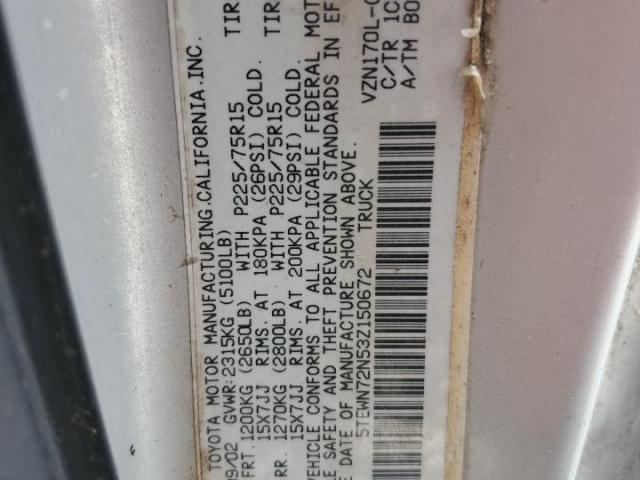 TOYOTA MOTOR MANUFACTURING.CALIFORNIA.INC.
09/02 GVWR:2315KG (5100LB)
FRT.1200KG (2650LB) WITH P225/75R15 TIR
15X7JJ RIMS. AT 180KPA (26PSI) COLD.
RR. 1270KG (2800LB) WITH P225/75R15 TIR
15X7JJ RIMS. AT 200KPA (29PSI) COLD.
VEHICLE CONFORMS TO ALL APPLICABLE FEDERAL MOT
LE SAFETY AND THEFT PREVENTION STANDARDS IN EF
E DATE OF MANUFACTURE SHOWN ABOVE.
5TEWN72N53Z150672 TRUCK
VZN170L-C
C/TR 1C
A/TM BO